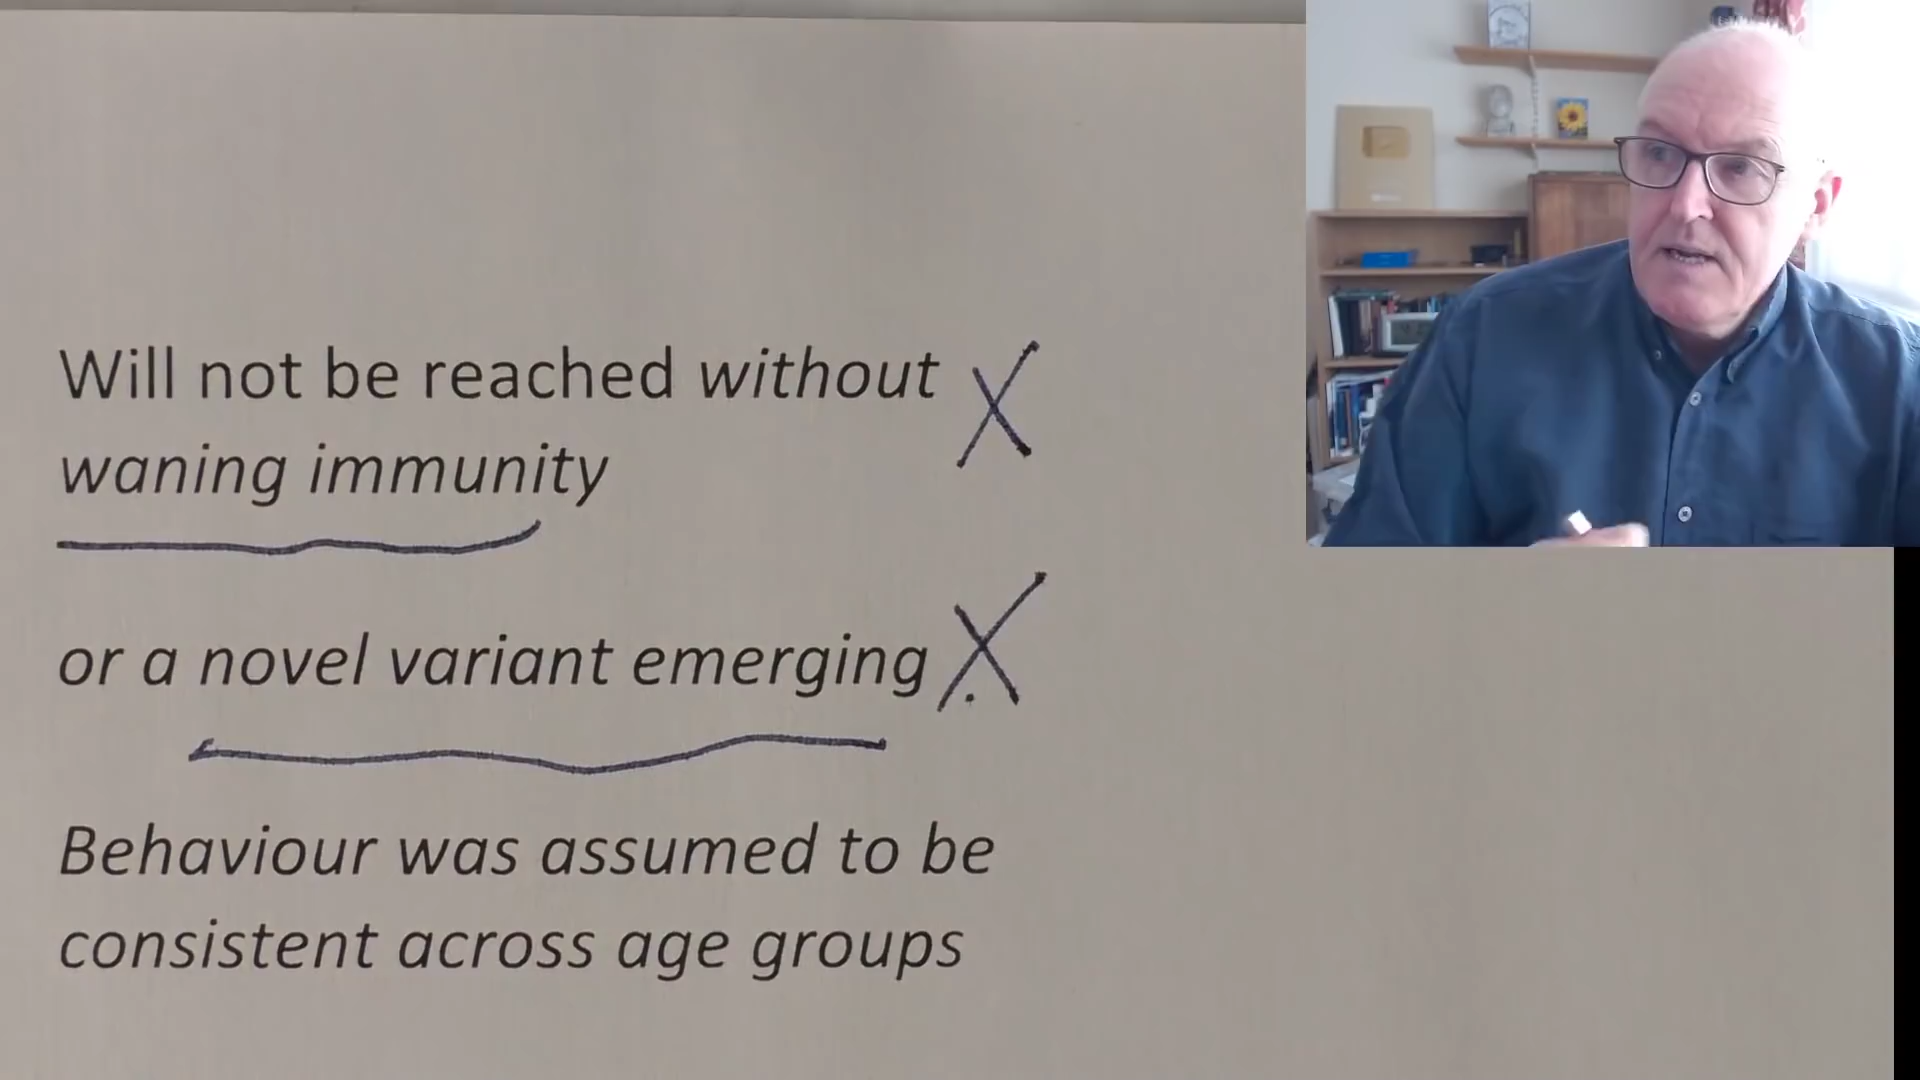 Will not be reached without
waning immunity
or a novel variant emerging
Behaviour was assumed to be
consistent across age groups